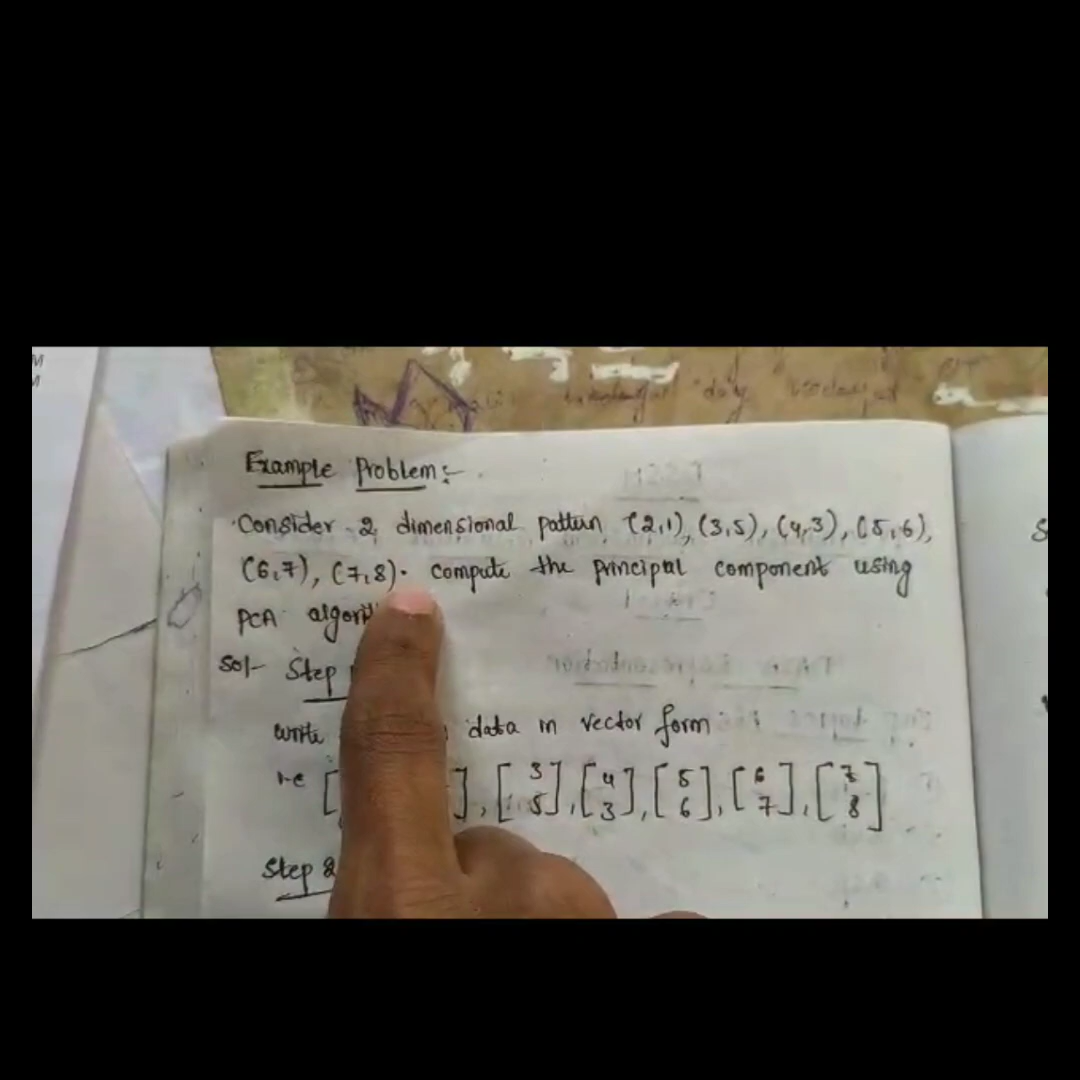 Example Problem:-
Consider 2 dimensional pattern (2,1), (3,5), (4,3), (5,6),
(6,7), (7,8). compute the principal component using
PCA
Sol- Step
write data in vector form
i.e [ ], [3 5], [4 3], [5 6], [6 7], [7 8]
Step 2